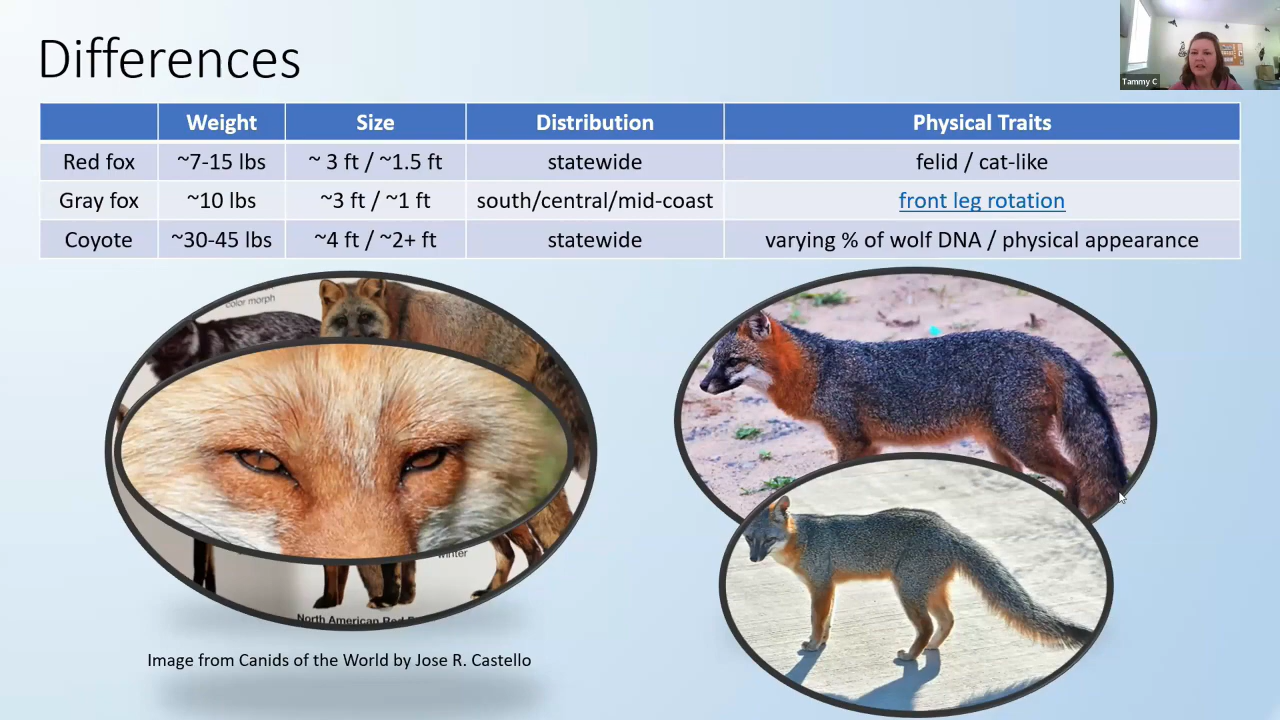 Differences
Tammy C
Weight Size Distribution Physical Traits
Red fox ~7-15 lbs ~ 3 ft / ~1.5 ft statewide felid / cat-like
Gray fox ~10 lbs ~3 ft / ~1 ft south/central/mid-coast front leg rotation
Coyote ~30-45 lbs ~4 ft / ~2+ ft statewide varying % of wolf DNA / physical appearance
color morph
winter
North American Red
Image from Canids of the World by Jose R. Castello